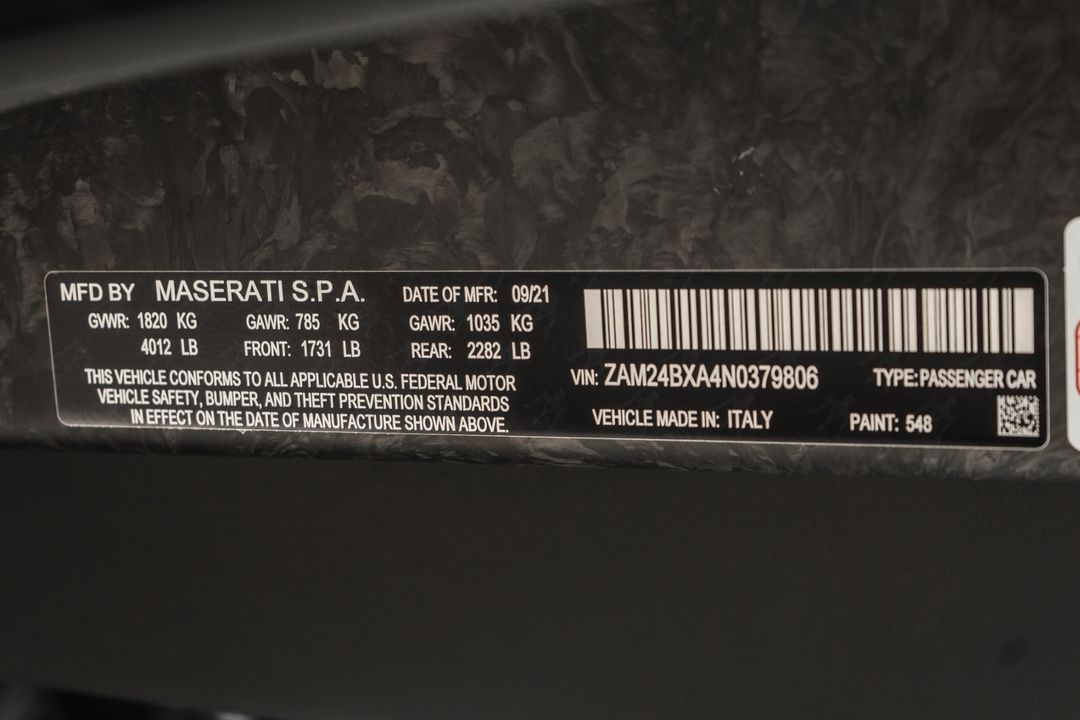 MFD BY MASERATI S.P.A. DATE OF MFR: 09/21
GVWR: 1820 KG GAWR: 785 KG GAWR: 1035 KG
4012 LB FRONT: 1731 LB REAR: 2282 LB
THIS VEHICLE CONFORMS TO ALL APPLICABLE U.S. FEDERAL MOTOR
VEHICLE SAFETY, BUMPER, AND THEFT PREVENTION STANDARDS
IN EFFECT ON THE DATE OF MANUFACTURE SHOWN ABOVE.
VIN: ZAM24BXA4N0379806 TYPE: PASSENGER CAR
VEHICLE MADE IN: ITALY PAINT: 548